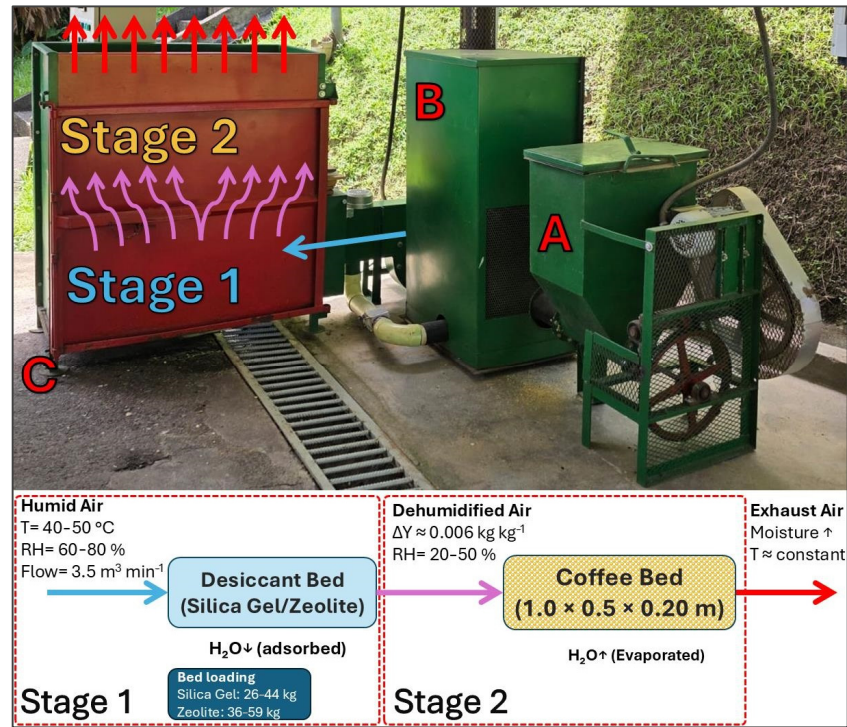 B
Stage 2
A
Stage 1
C
Humid Air
T= 40-50 °C
RH= 60-80 %
Flow= 3.5 m³ min⁻¹
Desiccant Bed
(Silica Gel/Zeolite)
H₂O↓ (adsorbed)
Bed loading
Silica Gel: 26-44 kg
Zeolite: 36-59 kg
Stage 1
Dehumidified Air
ΔY ≈ 0.006 kg kg⁻¹
RH= 20-50 %
Coffee Bed
(1.0 × 0.5 × 0.20 m)
H₂O↑ (Evaporated)
Stage 2
Exhaust Air
Moisture ↑
T ≈ constant